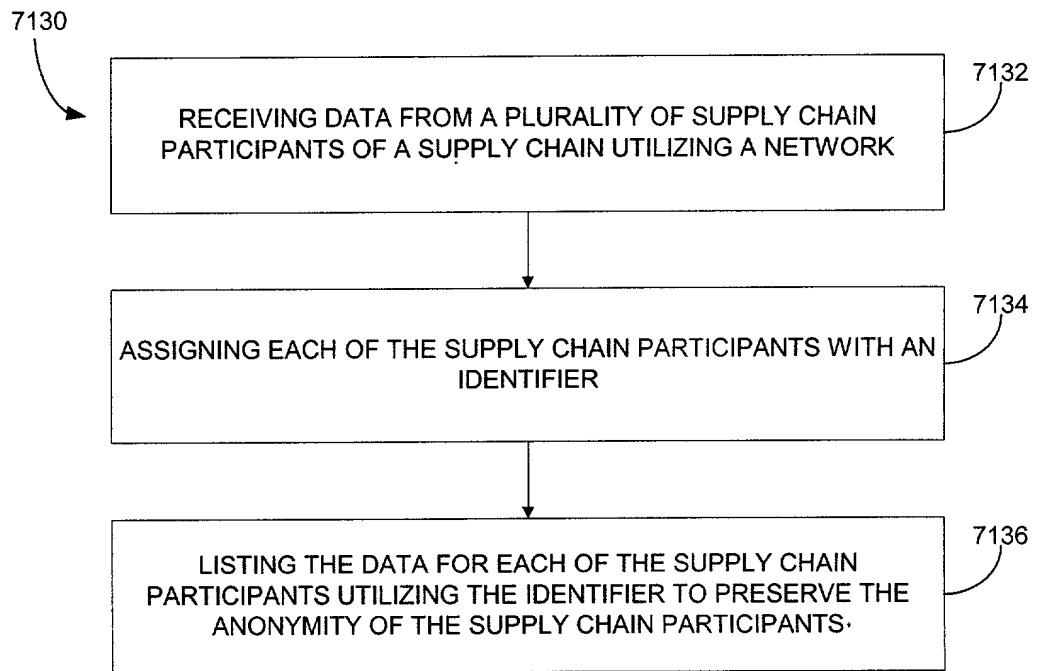 7130
7132
RECEIVING DATA FROM A PLURALITY OF SUPPLY CHAIN
PARTICIPANTS OF A SUPPLY CHAIN UTILIZING A NETWORK
7134
ASSIGNING EACH OF THE SUPPLY CHAIN PARTICIPANTS WITH AN
IDENTIFIER
7136
LISTING THE DATA FOR EACH OF THE SUPPLY CHAIN
PARTICIPANTS UTILIZING THE IDENTIFIER TO PRESERVE THE
ANONYMITY OF THE SUPPLY CHAIN PARTICIPANTS.